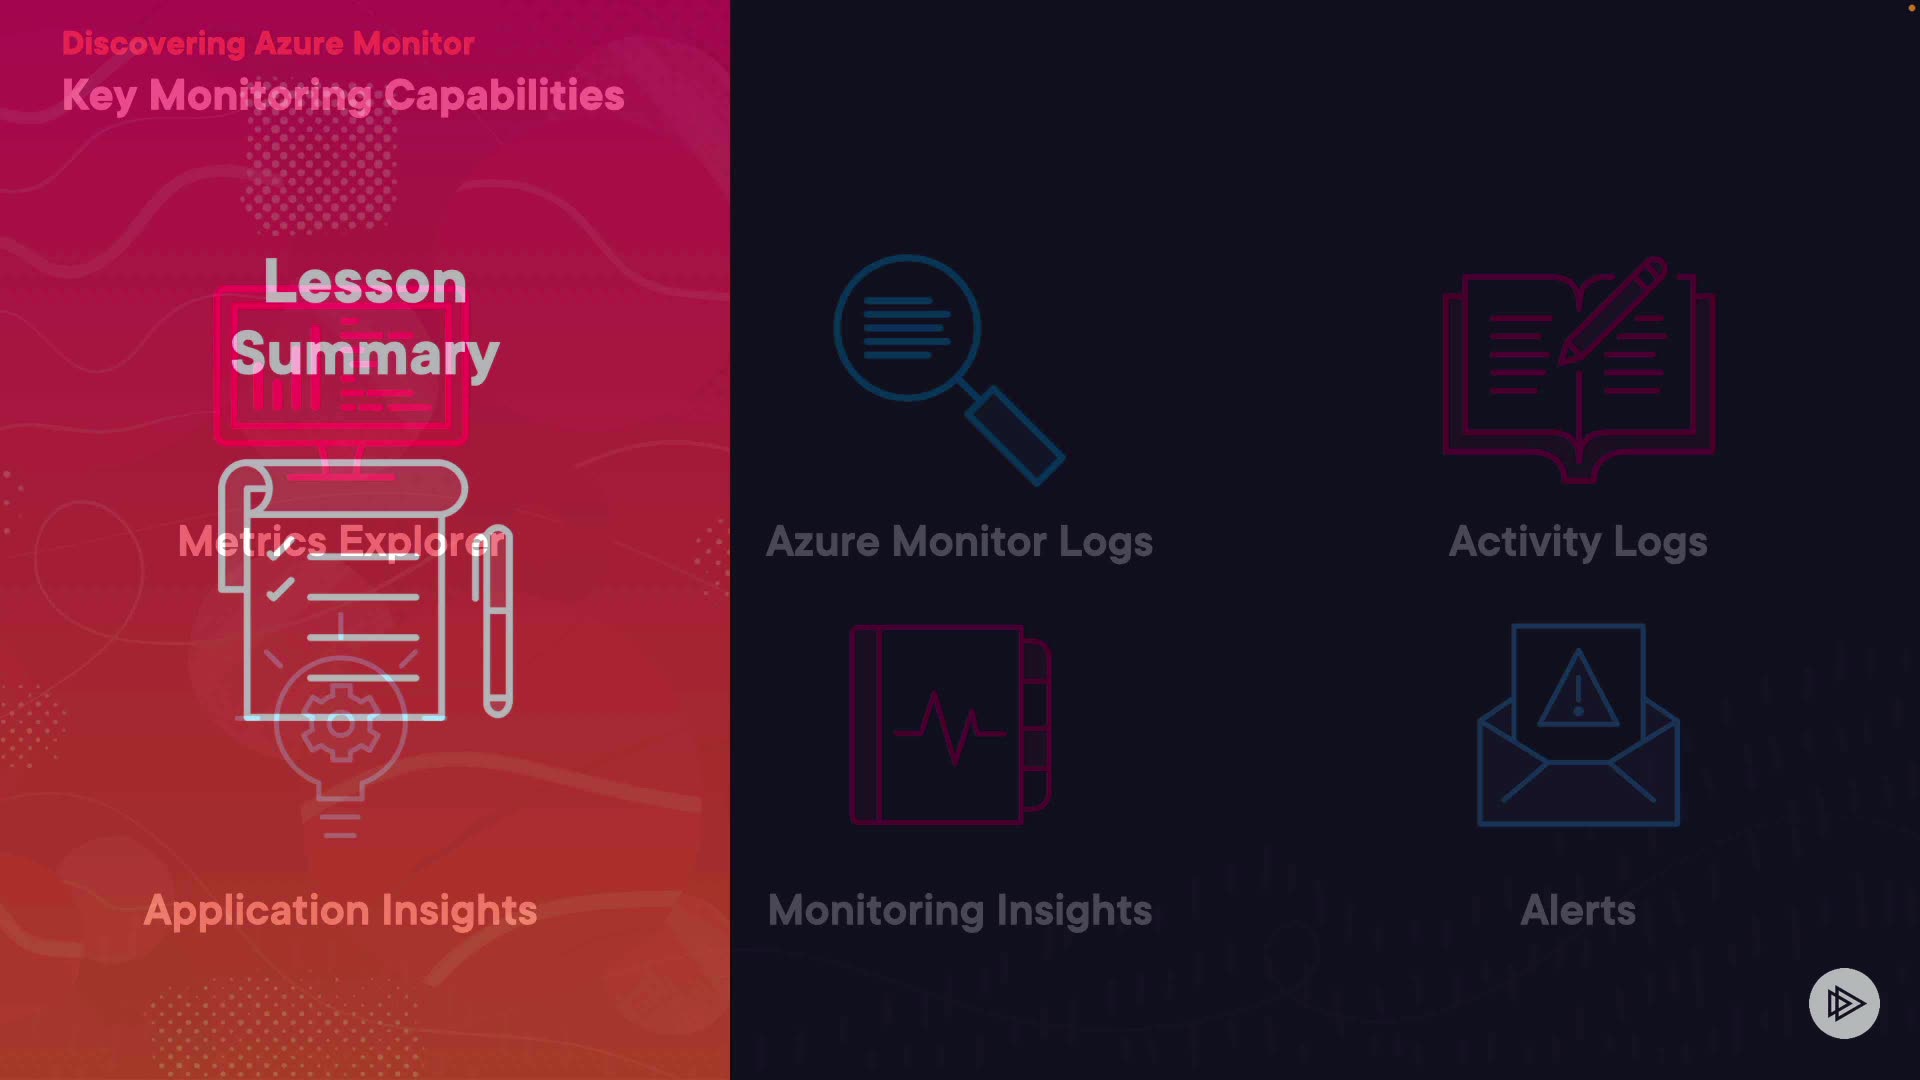 Discovering Azure Monitor
Key Monitoring Capabilities
Lesson
Summary
Metrics Explorer
Azure Monitor Logs
Activity Logs
Application Insights
Monitoring Insights
Alerts